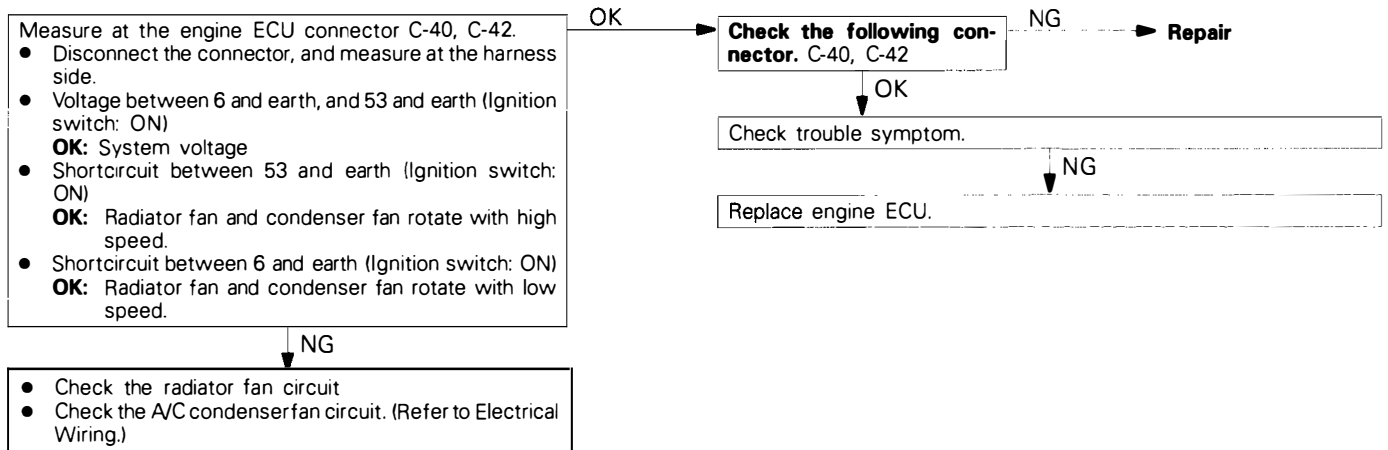 Measure at the engine ECU connector C-40, C-42.
● Disconnect the connector, and measure at the harness
side.
● Voltage between 6 and earth, and 53 and earth (Ignition
switch: ON)
OK: System voltage
● Shortcircuit between 53 and earth (Ignition switch:
ON)
OK: Radiator fan and condenser fan rotate with high
speed.
● Shortcircuit between 6 and earth (Ignition switch: ON)
OK: Radiator fan and condenser fan rotate with low
speed.
OK
Check the following con-
nector. C-40, C-42
NG
Repair
OK
Check trouble symptom.
NG
Replace engine ECU.
NG
● Check the radiator fan circuit
● Check the A/C condenserfan circuit. (Refer to Electrical
Wiring.)